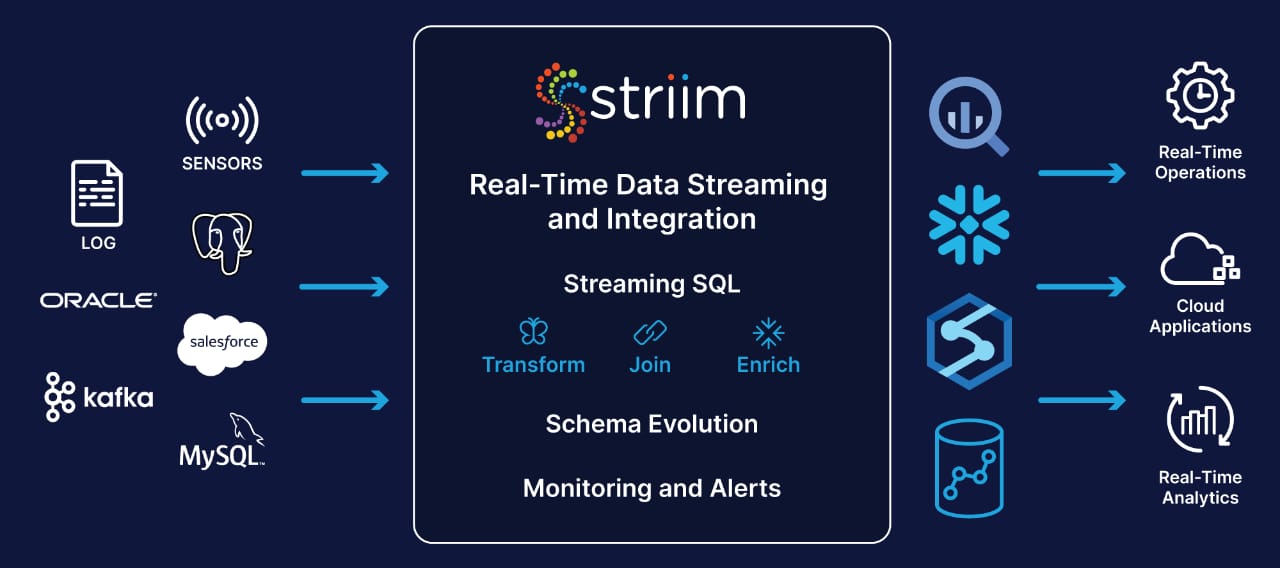 SENSORS
LOG
ORACLE®
salesforce
kafka
MySQL™
striim
Real-Time Data Streaming
and Integration
Streaming SQL
Transform
Join
Enrich
Schema Evolution
Monitoring and Alerts
Real-Time
Operations
Cloud
Applications
Real-Time
Analytics